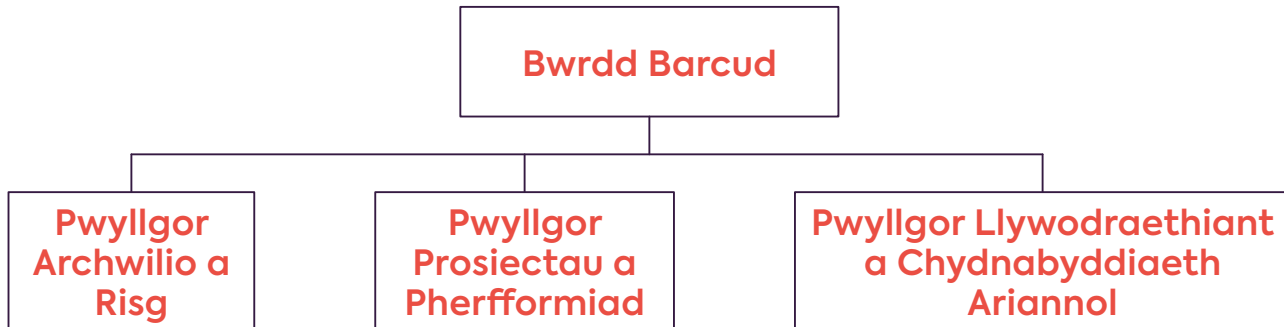 Bwrdd Barcud
Pwyllgor
Archwilio a
Risg
Pwyllgor
Prosiectau a
Pherfformiad
Pwyllgor Llywodraethiant
a Chydnabyddiaeth
Ariannol